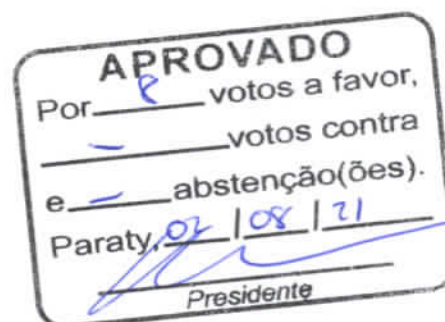 APROVADO
Por 8 votos a favor,
— votos contra
e — abstenção(ões).
Paraty, 02 | 08 | 21
Presidente